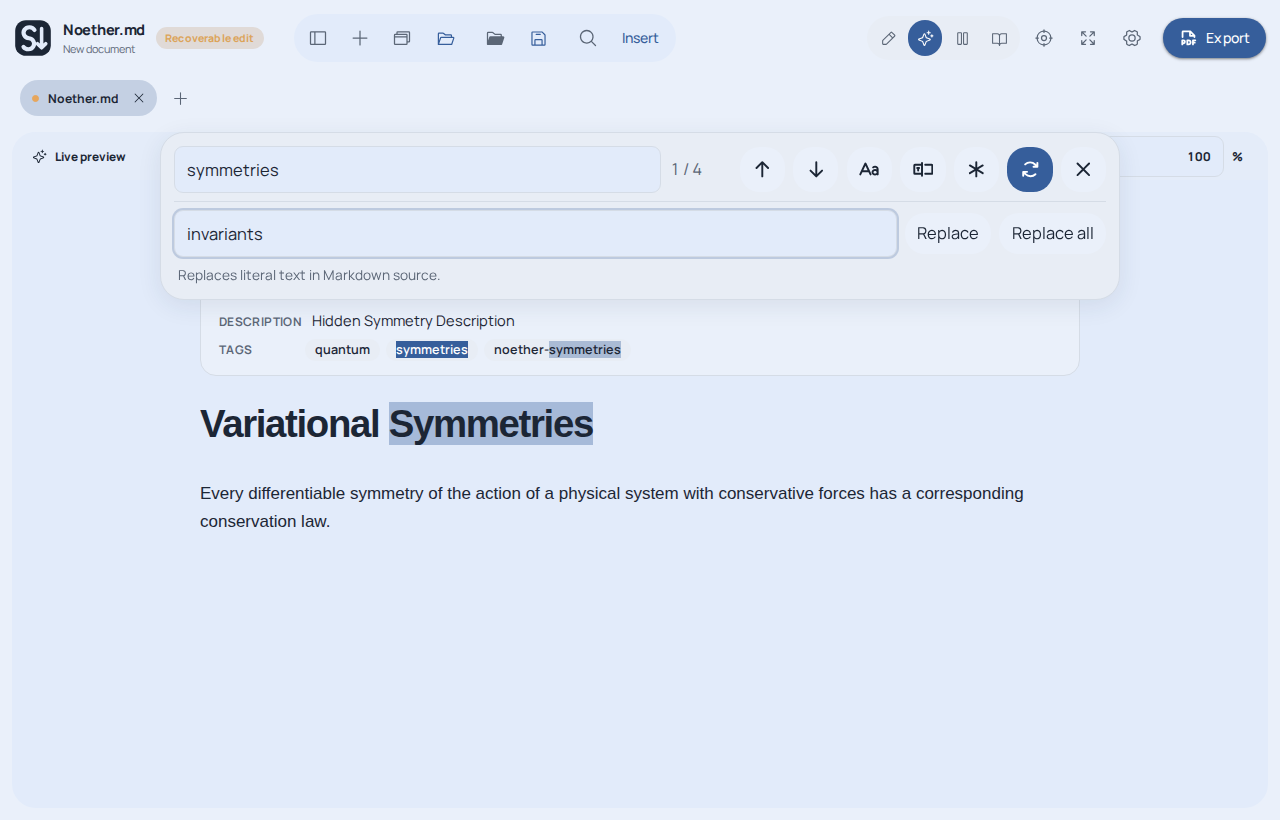 Noether.md
New document
Recoverable edit
Insert
PDF
Export
Noether.md
Live preview
100 %
symmetries
1 / 4
Aa
invariants
Replace
Replace all
Replaces literal text in Markdown source.
DESCRIPTION Hidden Symmetry Description
TAGS quantum symmetries noether-symmetries
Variational Symmetries
Every differentiable symmetry of the action of a physical system with conservative forces has a corresponding
conservation law.